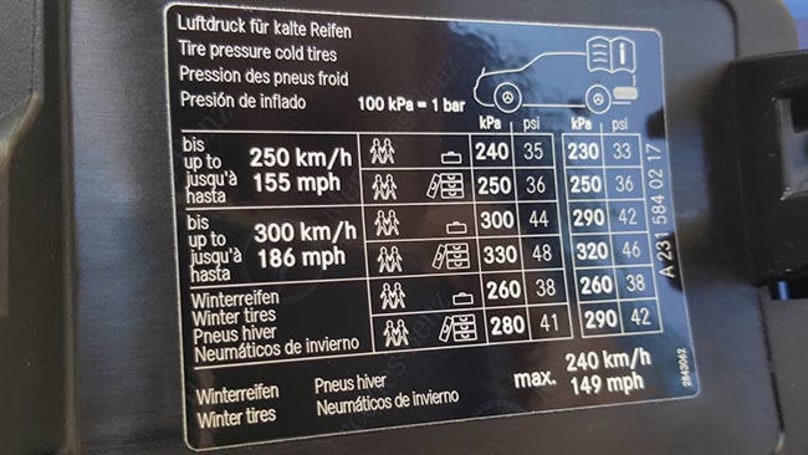 Luftdruck für kalte Reifen
Tire pressure cold tires
Pression des pneus froid
Presión de inflado 100 kPa = 1 bar
i
kPa psi kPa psi
bis
up to
jusqu'à
hasta
250 km/h
155 mph
240 35 230 33
250 36 250 36
bis
up to
jusqu'à
hasta
300 km/h
186 mph
300 44 290 42
330 48 320 46
Winterreifen
Winter tires
Pneus hiver
Neumáticos de invierno
260 38 260 38
280 41 290 42
Winterreifen Pneus hiver
Winter tires Neumáticos de invierno
max. 240 km/h
149 mph
A 231 584 02 17
2843062